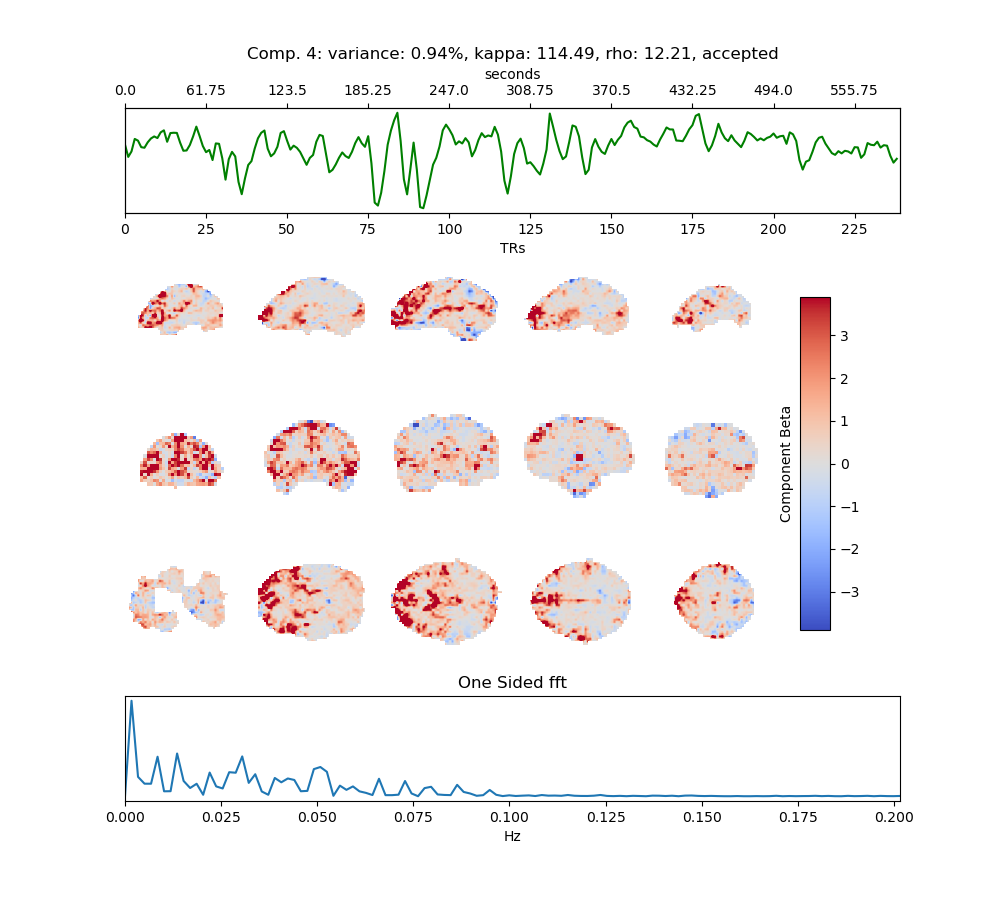 Comp. 4: variance: 0.94%, kappa: 114.49, rho: 12.21, accepted
seconds
0.0 61.75 123.5 185.25 247.0 308.75 370.5 432.25 494.0 555.75
0 25 50 75 100 125 150 175 200 225
TRs
3
2
1
0
−1
−2
−3
Component Beta
One Sided fft
0.000 0.025 0.050 0.075 0.100 0.125 0.150 0.175 0.200
Hz